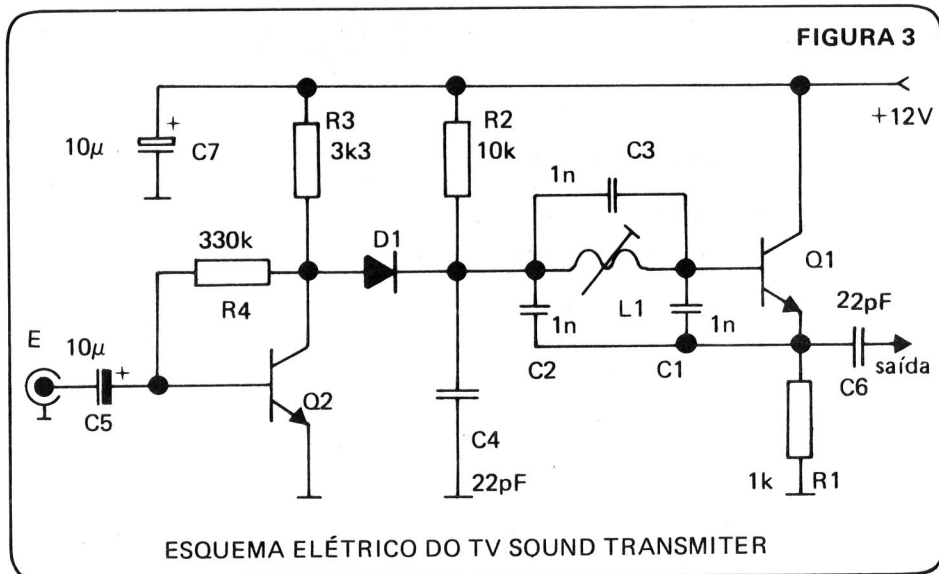 FIGURA 3
+12V
R3
3k3
R2
10k
C3
1n
10µ
+
C7
330k
D1
R4
Q1
22pF
L1
1n
1n
E
10µ
+
C5
C2
C1
saída
C6
Q2
C4
22pF
1k
R1
ESQUEMA ELÉTRICO DO TV SOUND TRANSMITER